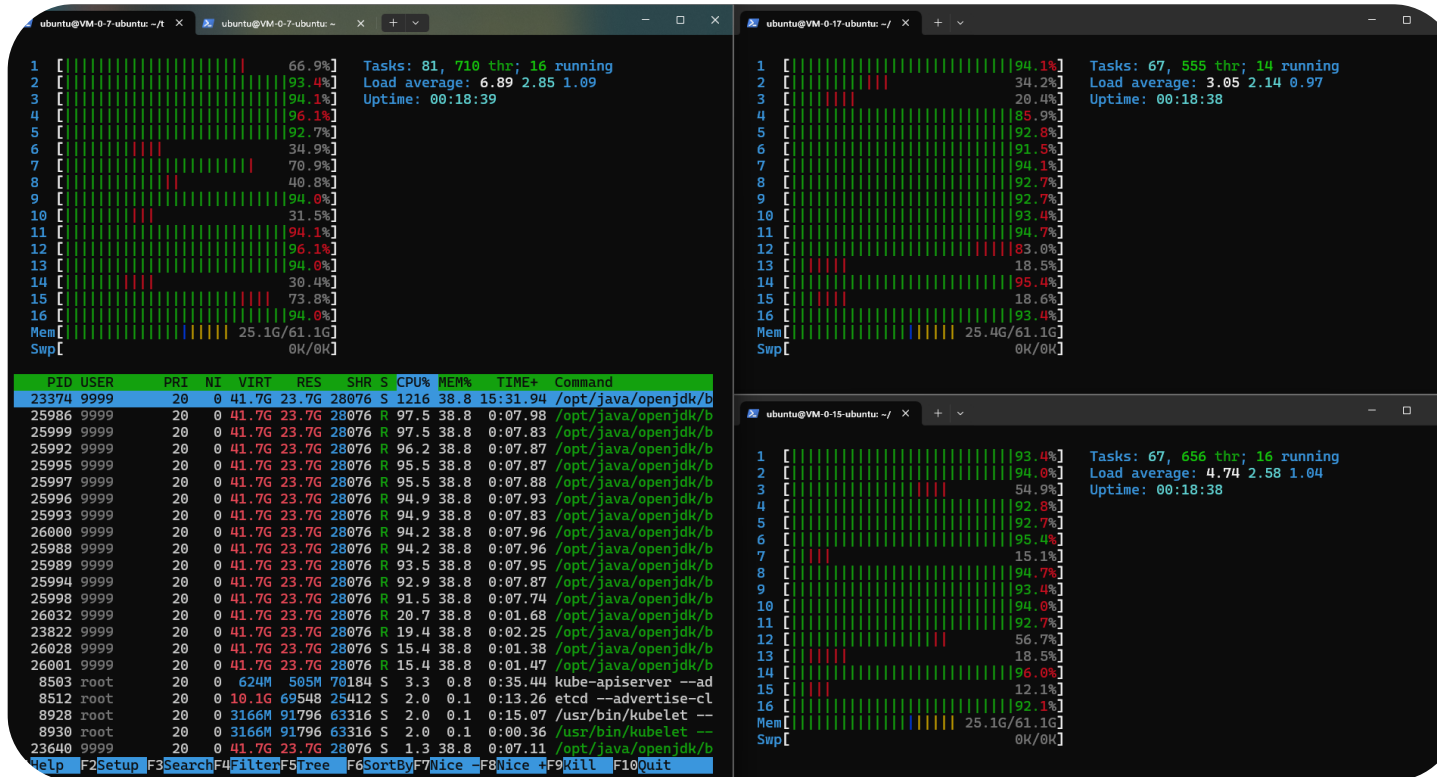 ubuntu@VM-0-7-ubuntu: ~/t
ubuntu@VM-0-7-ubuntu: ~
1 [ 66.9%] Tasks: 81, 710 thr; 16 running
2 [ 93.4%] Load average: 6.89 2.85 1.09
3 [ 94.1%] Uptime: 00:18:39
4 [ 96.1%]
5 [ 92.7%]
6 [ 34.9%]
7 [ 70.9%]
8 [ 40.8%]
9 [ 94.0%]
10 [ 31.5%]
11 [ 94.1%]
12 [ 96.1%]
13 [ 94.0%]
14 [ 30.4%]
15 [ 73.8%]
16 [ 94.0%]
Mem[ 25.1G/61.1G]
Swp[ 0K/0K]
PID USER PRI NI VIRT RES SHR S CPU% MEM% TIME+ Command
23374 9999 20 0 41.7G 23.7G 28076 S 1216 38.8 15:31.94 /opt/java/openjdk/b
25986 9999 20 0 41.7G 23.7G 28076 R 97.5 38.8 0:07.98 /opt/java/openjdk/b
25999 9999 20 0 41.7G 23.7G 28076 R 97.5 38.8 0:07.83 /opt/java/openjdk/b
25992 9999 20 0 41.7G 23.7G 28076 R 96.2 38.8 0:07.87 /opt/java/openjdk/b
25995 9999 20 0 41.7G 23.7G 28076 R 95.5 38.8 0:07.87 /opt/java/openjdk/b
25997 9999 20 0 41.7G 23.7G 28076 R 95.5 38.8 0:07.88 /opt/java/openjdk/b
25996 9999 20 0 41.7G 23.7G 28076 R 94.9 38.8 0:07.93 /opt/java/openjdk/b
25993 9999 20 0 41.7G 23.7G 28076 R 94.9 38.8 0:07.83 /opt/java/openjdk/b
26000 9999 20 0 41.7G 23.7G 28076 R 94.2 38.8 0:07.96 /opt/java/openjdk/b
25988 9999 20 0 41.7G 23.7G 28076 R 94.2 38.8 0:07.96 /opt/java/openjdk/b
25989 9999 20 0 41.7G 23.7G 28076 R 93.5 38.8 0:07.95 /opt/java/openjdk/b
25994 9999 20 0 41.7G 23.7G 28076 R 92.9 38.8 0:07.87 /opt/java/openjdk/b
25998 9999 20 0 41.7G 23.7G 28076 R 91.5 38.8 0:07.74 /opt/java/openjdk/b
26032 9999 20 0 41.7G 23.7G 28076 R 20.7 38.8 0:01.68 /opt/java/openjdk/b
23822 9999 20 0 41.7G 23.7G 28076 R 19.4 38.8 0:02.25 /opt/java/openjdk/b
26028 9999 20 0 41.7G 23.7G 28076 S 15.4 38.8 0:01.38 /opt/java/openjdk/b
26001 9999 20 0 41.7G 23.7G 28076 R 15.4 38.8 0:01.47 /opt/java/openjdk/b
8503 root 20 0 624M 505M 70184 S 3.3 0.8 0:35.44 kube-apiserver --ad
8512 root 20 0 10.1G 69548 25412 S 2.0 0.1 0:13.26 etcd --advertise-cl
8928 root 20 0 3166M 91796 63316 S 2.0 0.1 0:15.07 /usr/bin/kubelet --
8930 root 20 0 3166M 91796 63316 S 2.0 0.1 0:00.36 /usr/bin/kubelet --
23640 9999 20 0 41.7G 23.7G 28076 S 1.3 38.8 0:07.11 /opt/java/openjdk/b
Help F2Setup F3SearchF4FilterF5Tree F6SortByF7Nice -F8Nice +F9Kill F10Quit
ubuntu@VM-0-17-ubuntu: ~/
1 [ 94.1%] Tasks: 67, 555 thr; 14 running
2 [ 34.2%] Load average: 3.05 2.14 0.97
3 [ 20.4%] Uptime: 00:18:38
4 [ 85.9%]
5 [ 92.8%]
6 [ 91.5%]
7 [ 94.1%]
8 [ 92.7%]
9 [ 92.7%]
10 [ 93.4%]
11 [ 94.7%]
12 [ 83.0%]
13 [ 18.5%]
14 [ 95.4%]
15 [ 18.6%]
16 [ 93.4%]
Mem[ 25.4G/61.1G]
Swp[ 0K/0K]
ubuntu@VM-0-15-ubuntu: ~/
1 [ 93.4%] Tasks: 67, 656 thr; 16 running
2 [ 94.0%] Load average: 4.74 2.58 1.04
3 [ 54.9%] Uptime: 00:18:38
4 [ 92.8%]
5 [ 92.7%]
6 [ 95.4%]
7 [ 15.1%]
8 [ 94.7%]
9 [ 93.4%]
10 [ 94.0%]
11 [ 92.7%]
12 [ 56.7%]
13 [ 18.5%]
14 [ 96.0%]
15 [ 12.1%]
16 [ 92.1%]
Mem[ 25.1G/61.1G]
Swp[ 0K/0K]